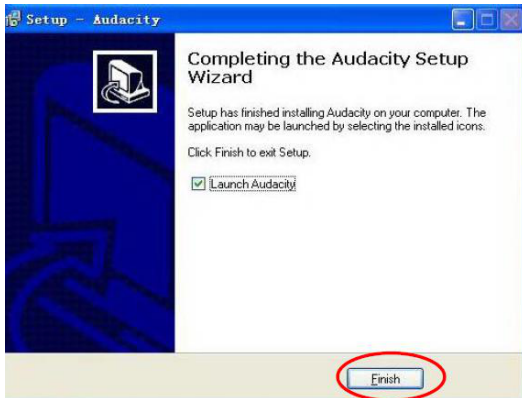 Setup - Audacity
Completing the Audacity Setup
Wizard
Setup has finished installing Audacity on your computer. The
application may be launched by selecting the installed icons.
Click Finish to exit Setup.
Launch Audacity
Finish